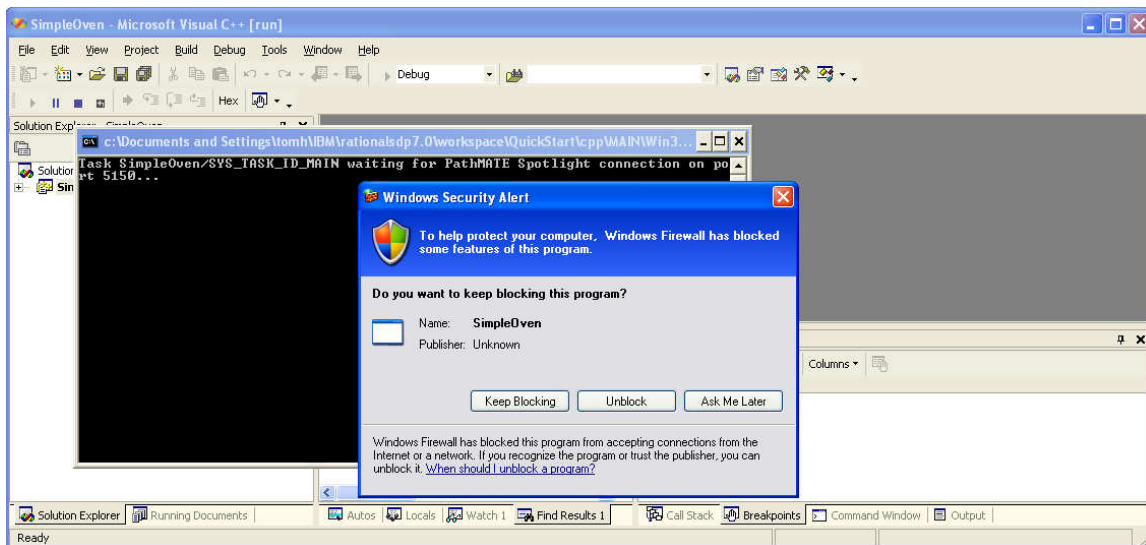 SimpleOven - Microsoft Visual C++ [run]
File Edit View Project Build Debug Tools Window Help
Debug
Hex
c:\Documents and Settings\tomh\IBM\rationalsdp7.0\workspace\QuickStart\cpp\MAIN\Win3...
Solution
Sim
Task SimpleOven/SYS_TASK_ID_MAIN waiting for PathMATE Spotlight connection on po
rt 5150...
Windows Security Alert
To help protect your computer, Windows Firewall has blocked
some features of this program.
Do you want to keep blocking this program?
Name: SimpleOven
Publisher: Unknown
Keep Blocking Unblock Ask Me Later
Windows Firewall has blocked this program from accepting connections from the
Internet or a network. If you recognize the program or trust the publisher, you can
unblock it. When should I unblock a program?
Columns
Solution Explorer Running Documents Autos Locals Watch 1 Find Results 1 Call Stack Breakpoints Command Window Output
Ready